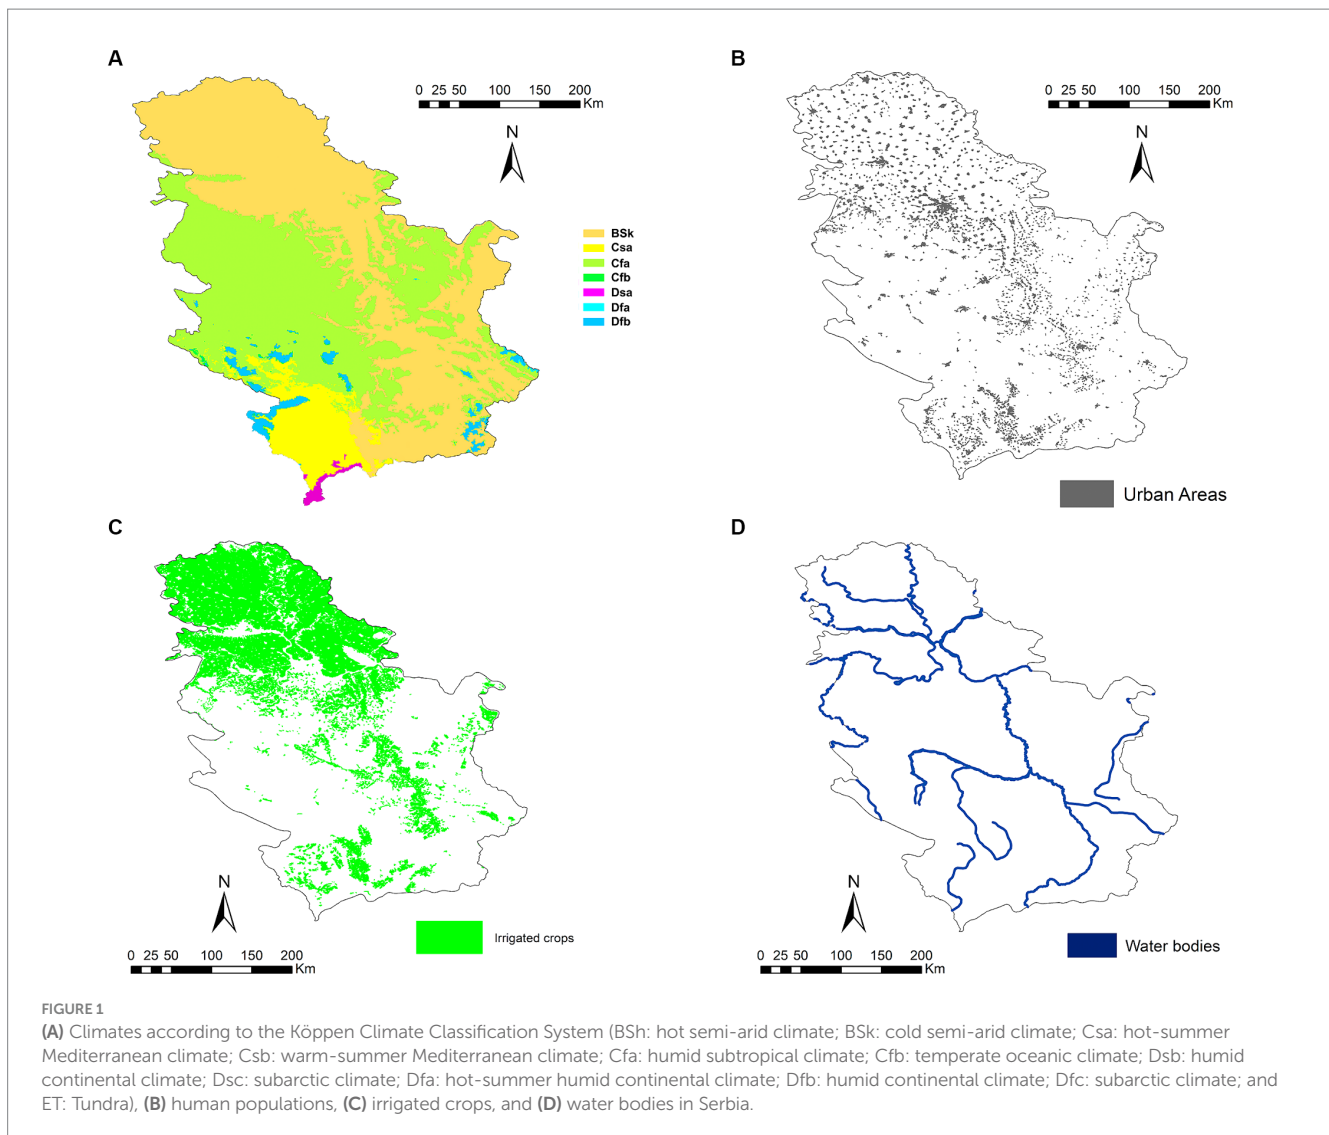 A
0 25 50 100 150 200
Km
N
BSk
Csa
Cfa
Cfb
Dsa
Dfa
Dfb
B
0 25 50 100 150 200
Km
N
Urban Areas
C
N
Irrigated crops
0 25 50 100 150 200
Km
D
N
Water bodies
0 25 50 100 150 200
Km
FIGURE 1
(A) Climates according to the Köppen Climate Classification System (BSh: hot semi-arid climate; BSk: cold semi-arid climate; Csa: hot-summer
Mediterranean climate; Csb: warm-summer Mediterranean climate; Cfa: humid subtropical climate; Cfb: temperate oceanic climate; Dsb: humid
continental climate; Dsc: subarctic climate; Dfa: hot-summer humid continental climate; Dfb: humid continental climate; Dfc: subarctic climate; and
ET: Tundra), (B) human populations, (C) irrigated crops, and (D) water bodies in Serbia.